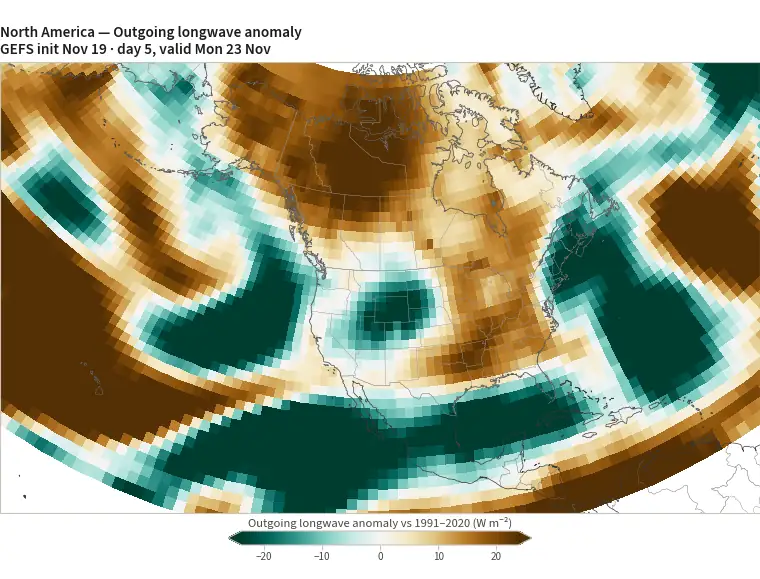 North America — Outgoing longwave anomaly
GEFS init Nov 19 · day 5, valid Mon 23 Nov
Outgoing longwave anomaly vs 1991–2020 (W m⁻²)
−20 −10 0 10 20